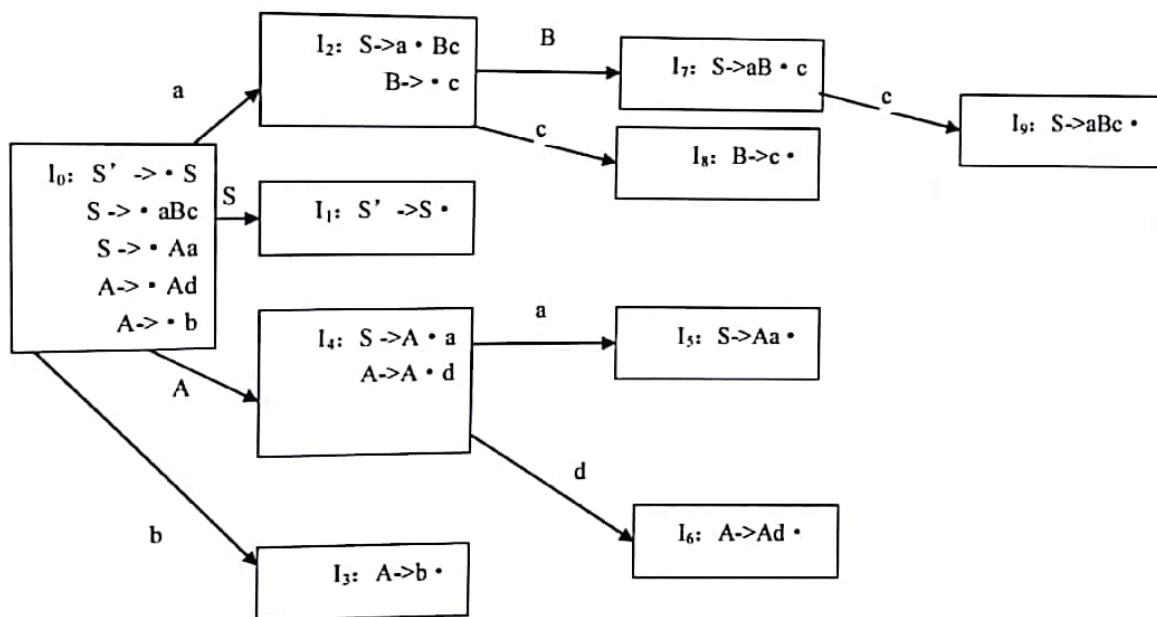 I₂: S->a・Bc
B->・c
B
I₇: S->aB・c
c
I₉: S->aBc・
a
c
I₈: B->c・
I₀: S’ ->・S
S ->・aBc
S ->・Aa
A->・Ad
A->・b
S
I₁: S’ ->S・
I₄: S ->A・a
A->A・d
a
I₅: S->Aa・
A
d
I₆: A->Ad・
b
I₃: A->b・